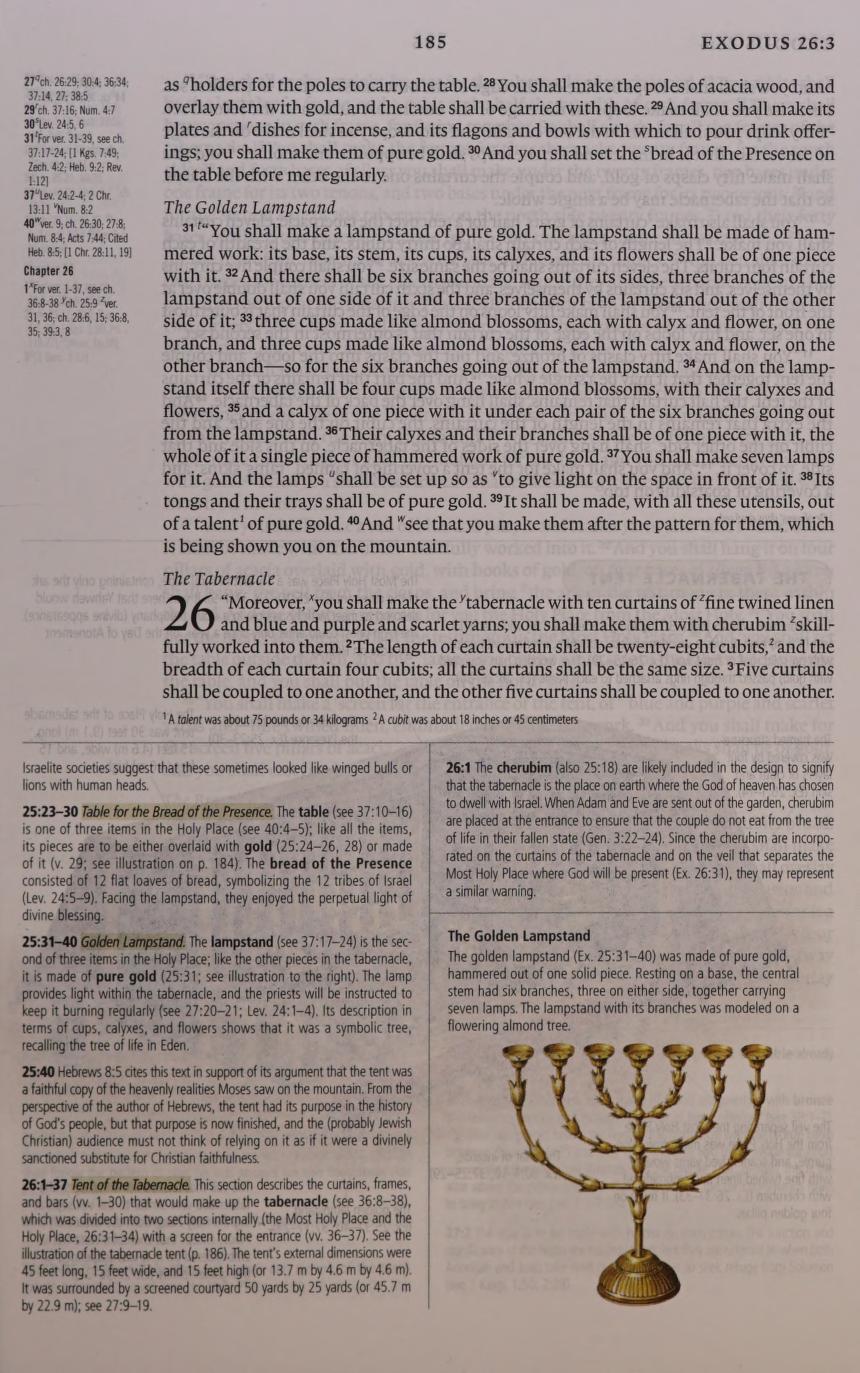 185
EXODUS 26:3
27qch. 26:29; 30:4; 36:34;
37:14, 27; 38:5
29rch. 37:16; Num. 4:7
30sLev. 24:5, 6
31tFor ver. 31–39, see ch.
37:17-24; [1 Kgs. 7:49;
Zech. 4:2; Heb. 9:2; Rev.
1:12]
37uLev. 24:2-4; 2 Chr.
13:11 vNum. 8:2
40wver. 9; ch. 26:30; 27:8;
Num. 8:4; Acts 7:44; Cited
Heb. 8:5; [1 Chr. 28:11, 19]
Chapter 26
1xFor ver. 1-37, see ch.
36:8-38 ych. 25:9 zver.
31, 36; ch. 28:6, 15; 36:8,
35; 39:3, 8
as qholders for the poles to carry the table. 28 You shall make the poles of acacia wood, and
overlay them with gold, and the table shall be carried with these. 29 And you shall make its
plates and rdishes for incense, and its flagons and bowls with which to pour drink offer-
ings; you shall make them of pure gold. 30 And you shall set the sbread of the Presence on
the table before me regularly.
The Golden Lampstand
31 t“You shall make a lampstand of pure gold. The lampstand shall be made of ham-
mered work: its base, its stem, its cups, its calyxes, and its flowers shall be of one piece
with it. 32 And there shall be six branches going out of its sides, three branches of the
lampstand out of one side of it and three branches of the lampstand out of the other
side of it; 33 three cups made like almond blossoms, each with calyx and flower, on one
branch, and three cups made like almond blossoms, each with calyx and flower, on the
other branch—so for the six branches going out of the lampstand. 34 And on the lamp-
stand itself there shall be four cups made like almond blossoms, with their calyxes and
flowers, 35 and a calyx of one piece with it under each pair of the six branches going out
from the lampstand. 36 Their calyxes and their branches shall be of one piece with it, the
whole of it a single piece of hammered work of pure gold. 37 You shall make seven lamps
for it. And the lamps ushall be set up so as vto give light on the space in front of it. 38 Its
tongs and their trays shall be of pure gold. 39 It shall be made, with all these utensils, out
of a talent1 of pure gold. 40 And wsee that you make them after the pattern for them, which
is being shown you on the mountain.
The Tabernacle
26 “Moreover, xyou shall make the ytabernacle with ten curtains of zfine twined linen
and blue and purple and scarlet yarns; you shall make them with cherubim zskill-
fully worked into them. 2 The length of each curtain shall be twenty-eight cubits,2 and the
breadth of each curtain four cubits; all the curtains shall be the same size. 3 Five curtains
shall be coupled to one another, and the other five curtains shall be coupled to one another.
1 A talent was about 75 pounds or 34 kilograms 2 A cubit was about 18 inches or 45 centimeters
Israelite societies suggest that these sometimes looked like winged bulls or
lions with human heads.
25:23–30 Table for the Bread of the Presence. The table (see 37:10–16)
is one of three items in the Holy Place (see 40:4–5); like all the items,
its pieces are to be either overlaid with gold (25:24–26, 28) or made
of it (v. 29; see illustration on p. 184). The bread of the Presence
consisted of 12 flat loaves of bread, symbolizing the 12 tribes of Israel
(Lev. 24:5–9). Facing the lampstand, they enjoyed the perpetual light of
divine blessing.
25:31–40 Golden Lampstand. The lampstand (see 37:17–24) is the sec-
ond of three items in the Holy Place; like the other pieces in the tabernacle,
it is made of pure gold (25:31; see illustration to the right). The lamp
provides light within the tabernacle, and the priests will be instructed to
keep it burning regularly (see 27:20–21; Lev. 24:1–4). Its description in
terms of cups, calyxes, and flowers shows that it was a symbolic tree,
recalling the tree of life in Eden.
25:40 Hebrews 8:5 cites this text in support of its argument that the tent was
a faithful copy of the heavenly realities Moses saw on the mountain. From the
perspective of the author of Hebrews, the tent had its purpose in the history
of God's people, but that purpose is now finished, and the (probably Jewish
Christian) audience must not think of relying on it as if it were a divinely
sanctioned substitute for Christian faithfulness.
26:1–37 Tent of the Tabernacle. This section describes the curtains, frames,
and bars (vv. 1–30) that would make up the tabernacle (see 36:8–38),
which was divided into two sections internally (the Most Holy Place and the
Holy Place, 26:31–34) with a screen for the entrance (vv. 36–37). See the
illustration of the tabernacle tent (p. 186). The tent's external dimensions were
45 feet long, 15 feet wide, and 15 feet high (or 13.7 m by 4.6 m by 4.6 m).
It was surrounded by a screened courtyard 50 yards by 25 yards (or 45.7 m
by 22.9 m); see 27:9–19.
26:1 The cherubim (also 25:18) are likely included in the design to signify
that the tabernacle is the place on earth where the God of heaven has chosen
to dwell with Israel. When Adam and Eve are sent out of the garden, cherubim
are placed at the entrance to ensure that the couple do not eat from the tree
of life in their fallen state (Gen. 3:22–24). Since the cherubim are incorpo-
rated on the curtains of the tabernacle and on the veil that separates the
Most Holy Place where God will be present (Ex. 26:31), they may represent
a similar warning.
The Golden Lampstand
The golden lampstand (Ex. 25:31–40) was made of pure gold,
hammered out of one solid piece. Resting on a base, the central
stem had six branches, three on either side, together carrying
seven lamps. The lampstand with its branches was modeled on a
flowering almond tree.